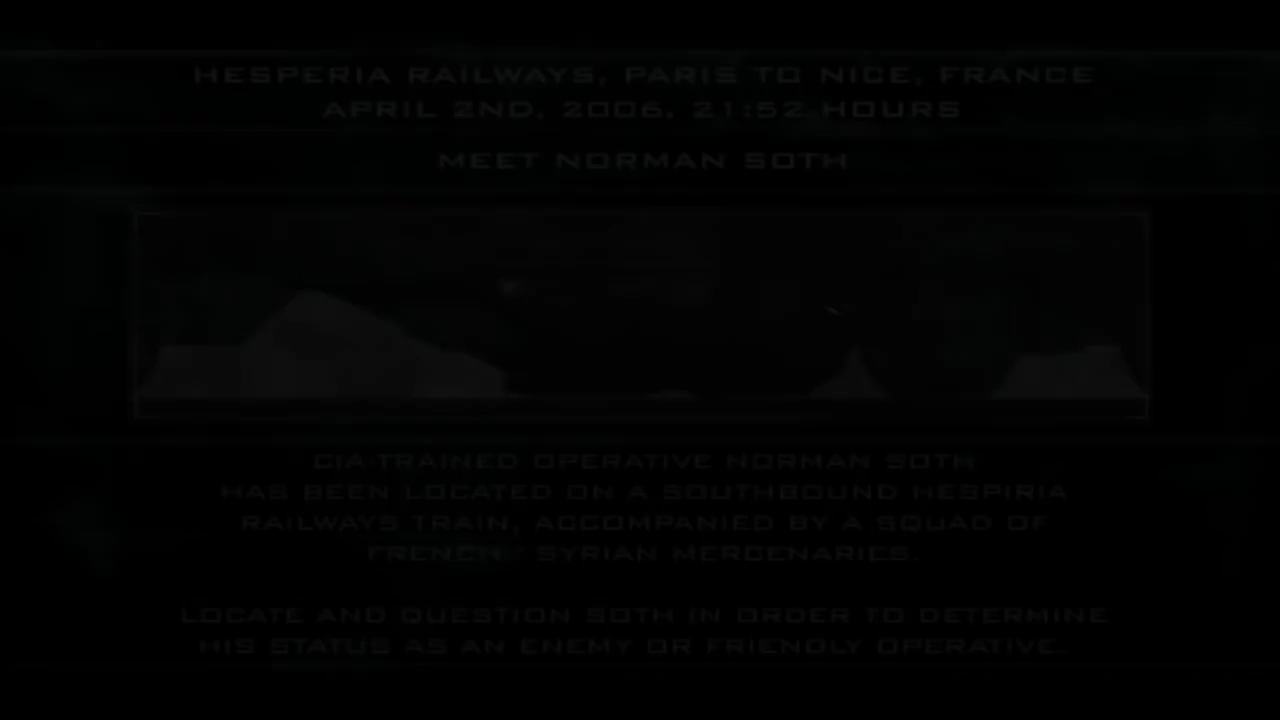 HESPERIA RAILWAYS, PARIS TO NICE, FRANCE
APRIL 2ND, 2006, 21:52 HOURS
MEET NORMAN SOTH
CIA-TRAINED OPERATIVE NORMAN SOTH
HAS BEEN LOCATED ON A SOUTHBOUND HESPIRIA
RAILWAYS TRAIN, ACCOMPANIED BY A SQUAD OF
FRENCH - SYRIAN MERCENARIES.
LOCATE AND QUESTION SOTH IN ORDER TO DETERMINE
HIS STATUS AS AN ENEMY OR FRIENDLY OPERATIVE.